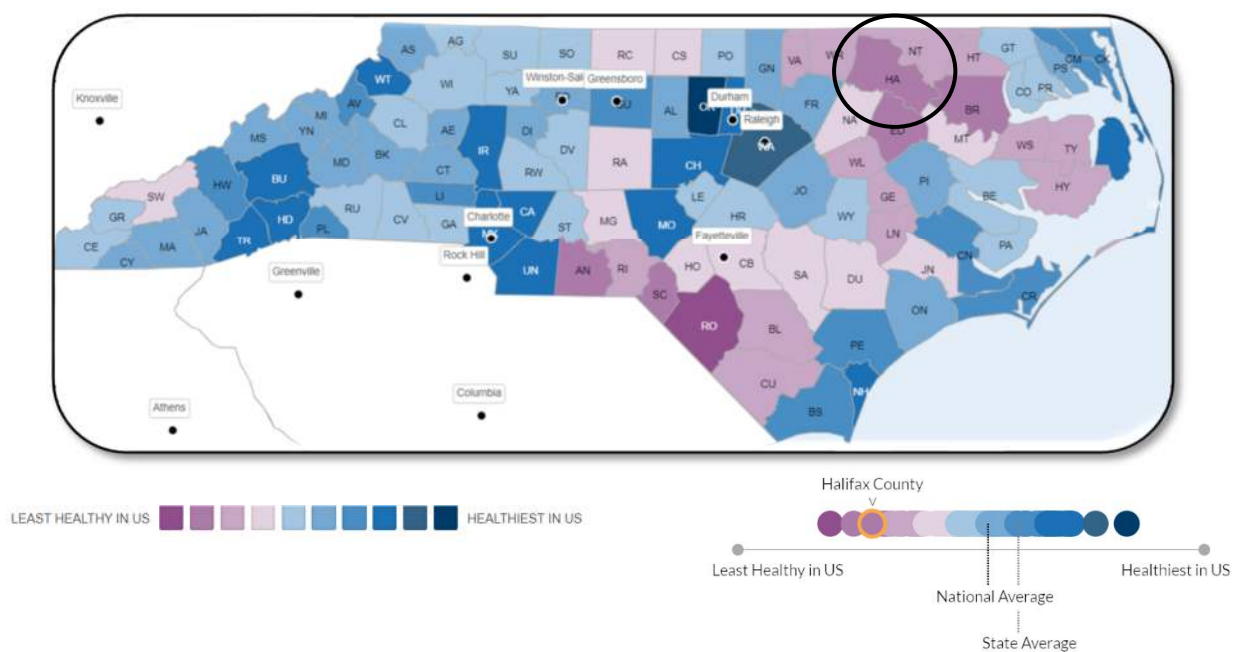 AS
AG
SU
SO
RC
CS
PO
GN
VA
WR
NT
HT
GT
CM
CK
PS
WT
WI
YA
Winston-Sal
Greensboro
HA
Knoxville
AV
MI
AL
Durham
FR
CO
PR
BR
MS
YN
CL
AE
DI
Raleigh
NA
ED
MT
MD
BK
IR
DV
RA
WS
TY
SW
HW
BU
CT
RW
CH
WL
HY
GR
LI
LE
JO
PI
BE
JA
TR
HD
RU
CV
CA
GE
CE
MA
CY
PL
GA
Charlotte
MK
ST
MG
MO
HR
WY
LN
PA
Fayetteville
CN
Greenville
Rock Hill
UN
AN
RI
HO
CB
SA
DU
JN
SC
CR
ON
RO
BL
PE
CU
NH
BS
Athens
Columbia
LEAST HEALTHY IN US
HEALTHIEST IN US
Halifax County
Least Healthy in US
Healthiest in US
National Average
State Average